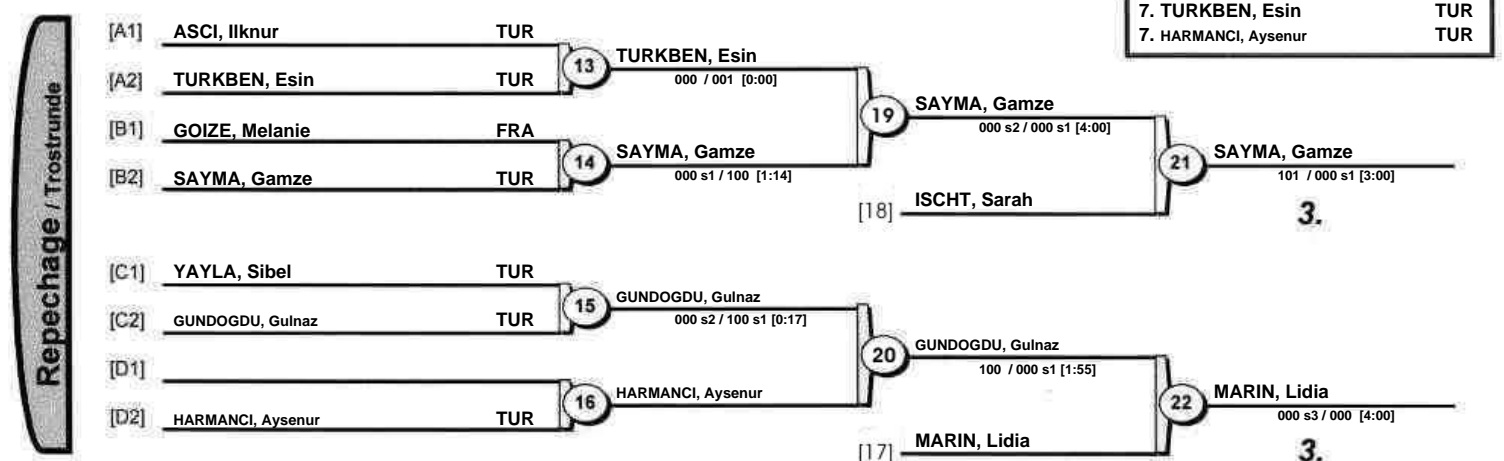 7. TURKBEN, Esin TUR
7. HARMANCI, Aysenur TUR
Repechage / Trostrunde
[A1] ASCI, Ilknur TUR
[A2] TURKBEN, Esin TUR
13 TURKBEN, Esin
000 / 001 [0:00]
[B1] GOIZE, Melanie FRA
[B2] SAYMA, Gamze TUR
14 SAYMA, Gamze
000 s1 / 100 [1:14]
19 SAYMA, Gamze
000 s2 / 000 s1 [4:00]
[18] ISCHT, Sarah
21 SAYMA, Gamze
101 / 000 s1 [3:00]
3.
[C1] YAYLA, Sibel TUR
[C2] GUNDOGDU, Gulnaz TUR
15 GUNDOGDU, Gulnaz
000 s2 / 100 s1 [0:17]
[D1]
[D2] HARMANCI, Aysenur TUR
16 HARMANCI, Aysenur
20 GUNDOGDU, Gulnaz
100 / 000 s1 [1:55]
[17] MARIN, Lidia
22 MARIN, Lidia
000 s3 / 000 [4:00]
3.